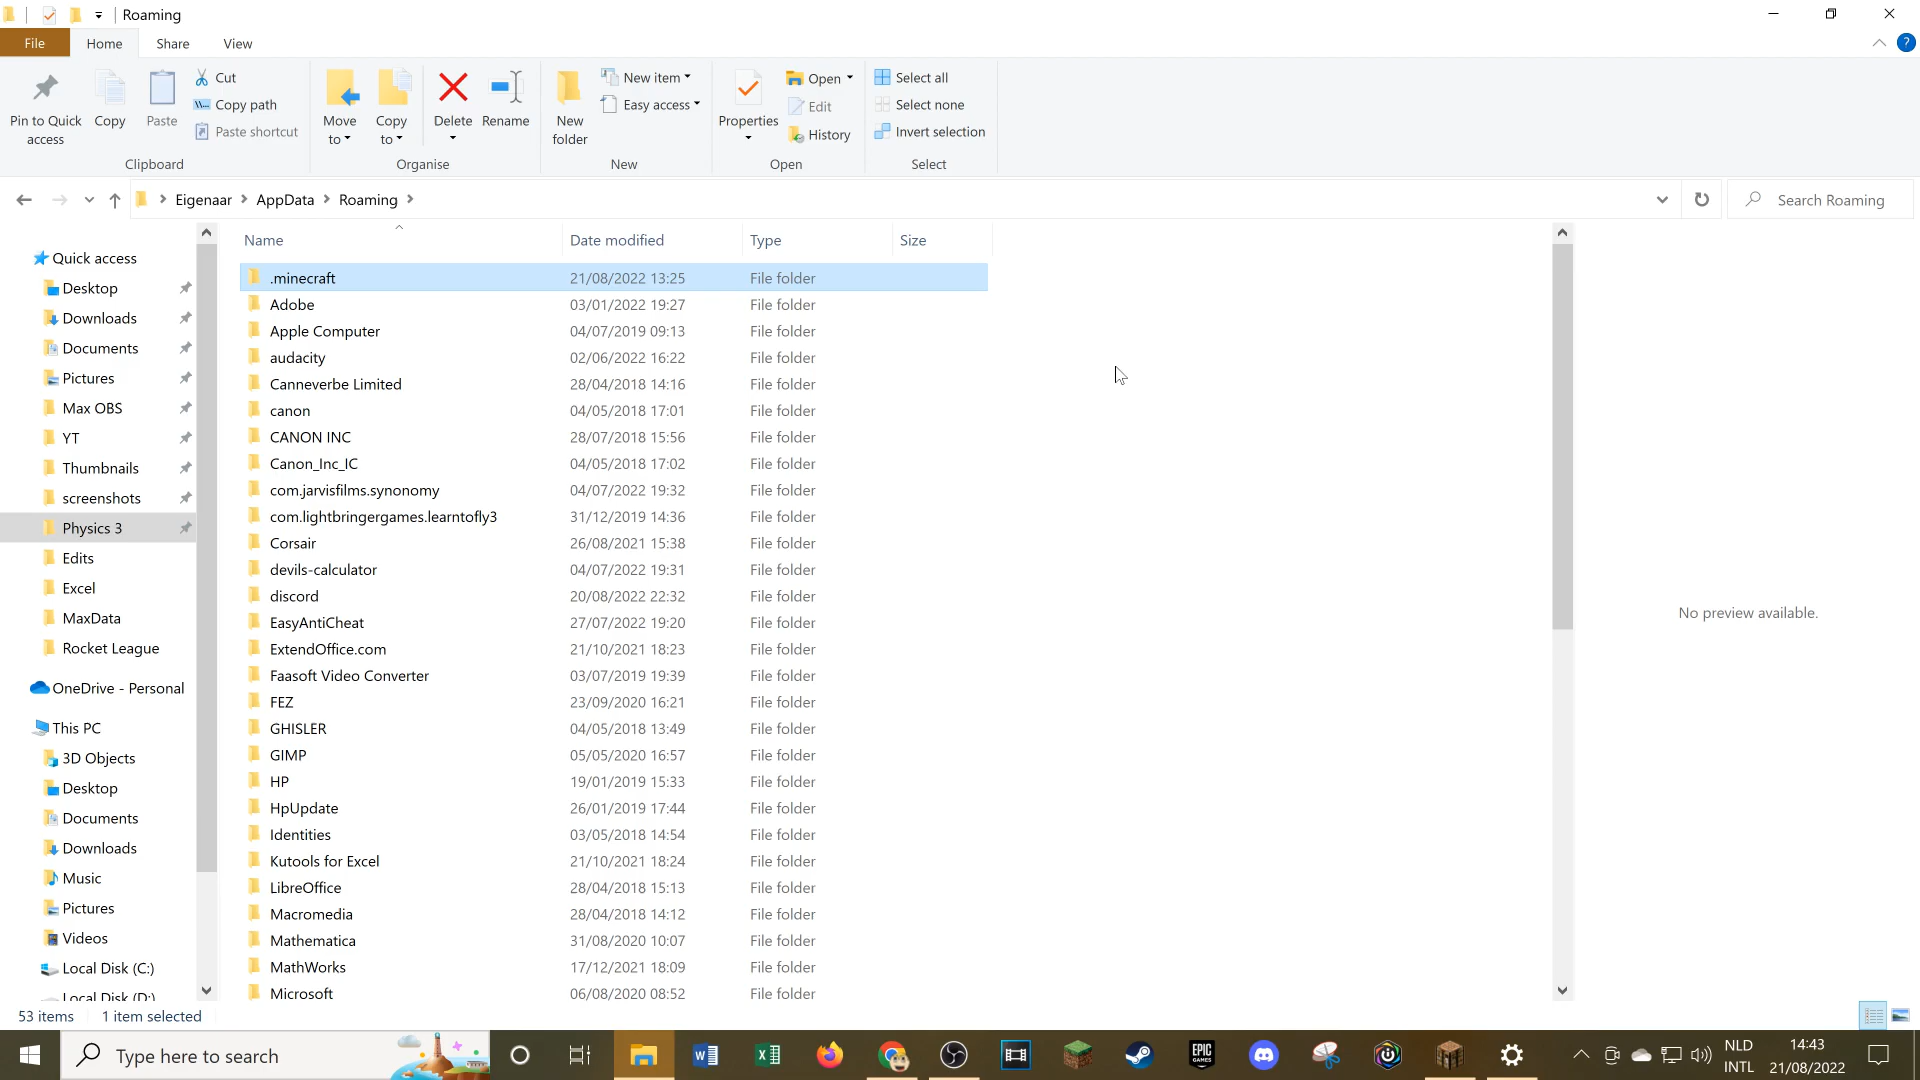 Roaming
File Home Share View
Pin to Quick access
Copy
Paste
Cut
Copy path
Paste shortcut
Clipboard
Move to
Copy to
Delete
Rename
Organise
New folder
New item
Easy access
New
Properties
Open
Edit
History
Open
Select all
Select none
Invert selection
Select
Eigenaar AppData Roaming
Search Roaming
Quick access
Desktop
Downloads
Documents
Pictures
Max OBS
YT
Thumbnails
screenshots
Physics 3
Edits
Excel
MaxData
Rocket League
OneDrive - Personal
This PC
3D Objects
Desktop
Documents
Downloads
Music
Pictures
Videos
Local Disk (C:)
Local Disk (D:)
Name Date modified Type Size
.minecraft 21/08/2022 13:25 File folder
Adobe 03/01/2022 19:27 File folder
Apple Computer 04/07/2019 09:13 File folder
audacity 02/06/2022 16:22 File folder
Canneverbe Limited 28/04/2018 14:16 File folder
canon 04/05/2018 17:01 File folder
CANON INC 28/07/2018 15:56 File folder
Canon_Inc_IC 04/05/2018 17:02 File folder
com.jarvisfilms.synonomy 04/07/2022 19:32 File folder
com.lightbringergames.learntofly3 31/12/2019 14:36 File folder
Corsair 26/08/2021 15:38 File folder
devils-calculator 04/07/2022 19:31 File folder
discord 20/08/2022 22:32 File folder
EasyAntiCheat 27/07/2022 19:20 File folder
ExtendOffice.com 21/10/2021 18:23 File folder
Faasoft Video Converter 03/07/2019 19:39 File folder
FEZ 23/09/2020 16:21 File folder
GHISLER 04/05/2018 13:49 File folder
GIMP 05/05/2020 16:57 File folder
HP 19/01/2019 15:33 File folder
HpUpdate 26/01/2019 17:44 File folder
Identities 03/05/2018 14:54 File folder
Kutools for Excel 21/10/2021 18:24 File folder
LibreOffice 28/04/2018 15:13 File folder
Macromedia 28/04/2018 14:12 File folder
Mathematica 31/08/2020 10:07 File folder
MathWorks 17/12/2021 18:09 File folder
Microsoft 06/08/2020 08:52 File folder
No preview available.
53 items 1 item selected
Type here to search
EPIC GAMES
NLD
INTL
14:43
21/08/2022